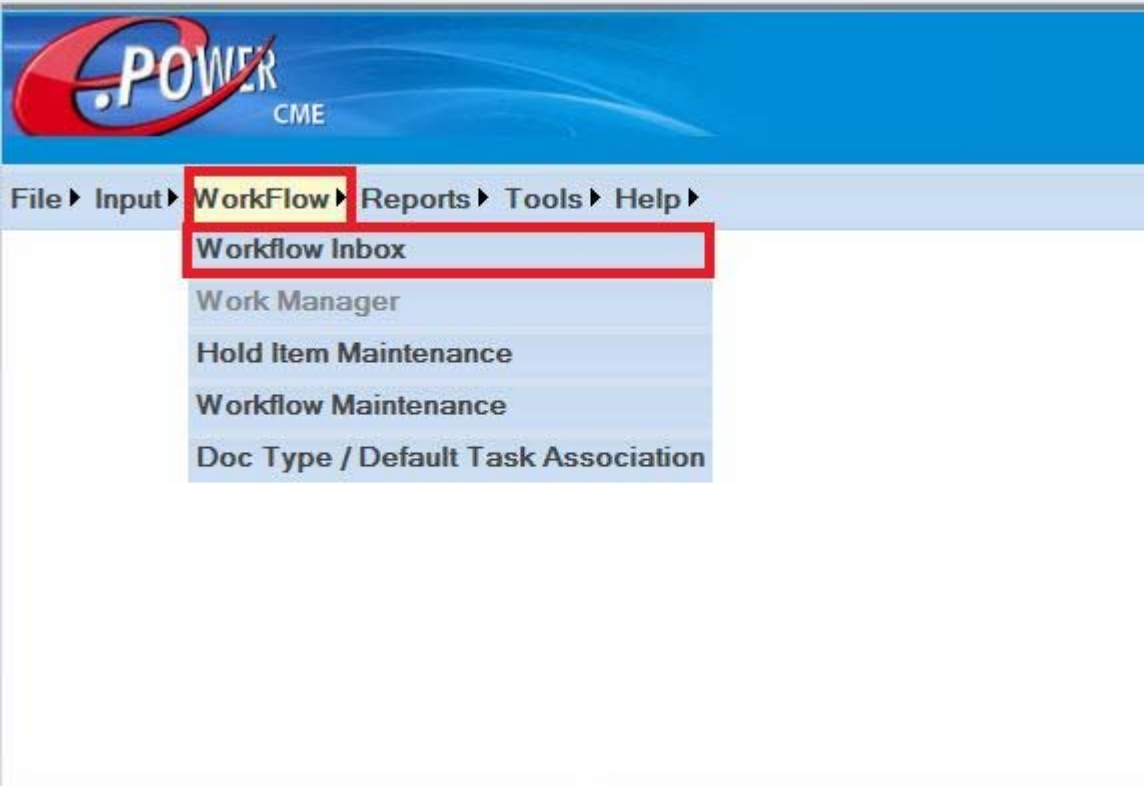 e.POWER
CME
File Input WorkFlow Reports Tools Help
Workflow Inbox
Work Manager
Hold Item Maintenance
Workflow Maintenance
Doc Type / Default Task Association